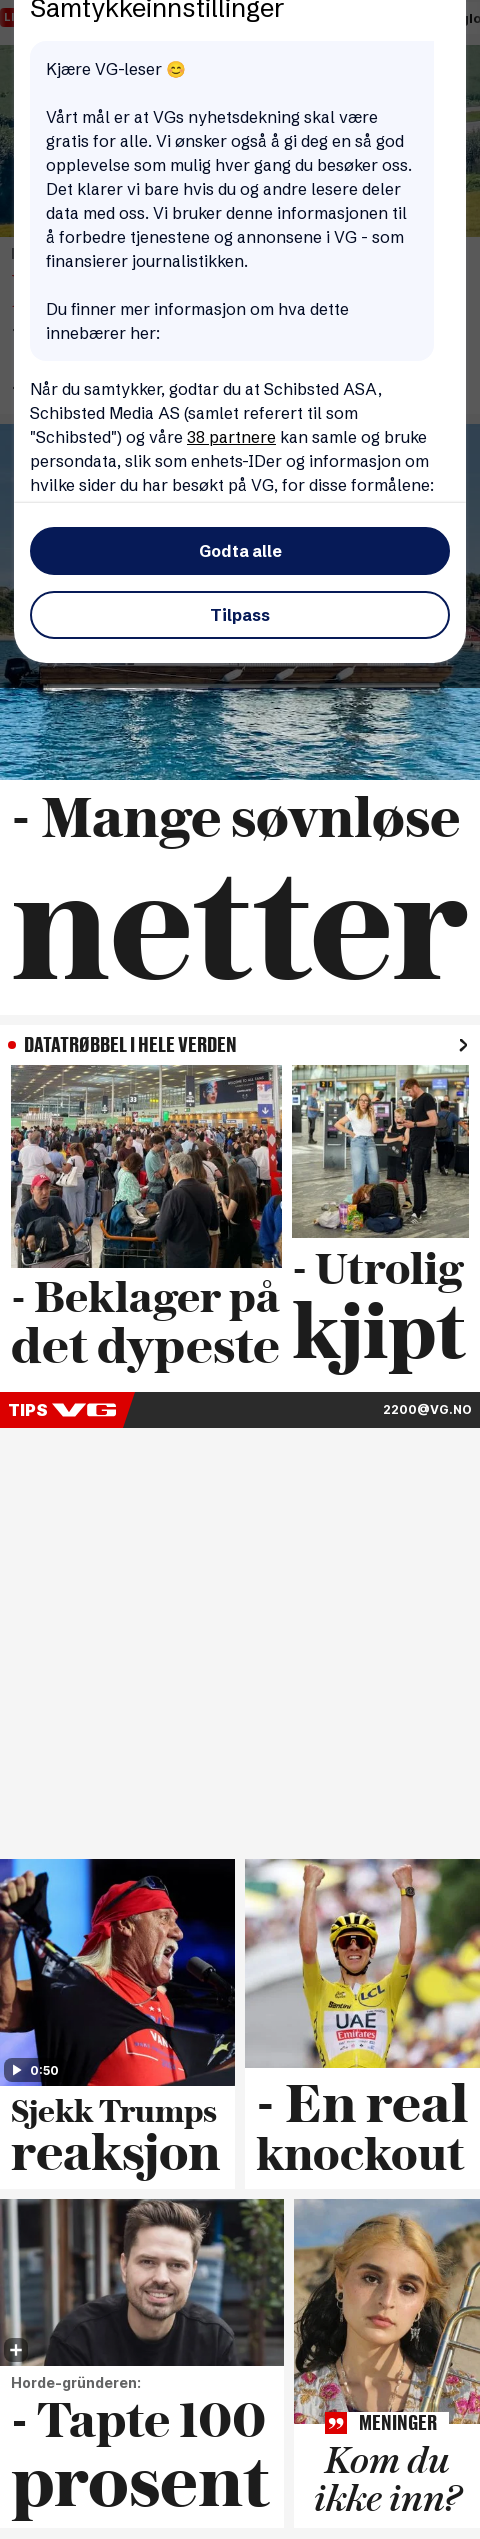 Samtykkeinnstillinger
Kjære VG-leser 😊
Vårt mål er at VGs nyhetsdekning skal være
gratis for alle. Vi ønsker også å gi deg en så god
opplevelse som mulig hver gang du besøker oss.
Det klarer vi bare hvis du og andre lesere deler
data med oss. Vi bruker denne informasjonen til
å forbedre tjenestene og annonsene i VG - som
finansierer journalistikken.
Du finner mer informasjon om hva dette
innebærer her:
Når du samtykker, godtar du at Schibsted ASA,
Schibsted Media AS (samlet referert til som
"Schibsted") og våre 38 partnere kan samle og bruke
persondata, slik som enhets-IDer og informasjon om
hvilke sider du har besøkt på VG, for disse formålene:
Godta alle
Tilpass
- Mange søvnløse
netter
DATATRØBBEL I HELE VERDEN
33
- Beklager på
det dypeste
- Utrolig
kjipt
TIPS VG
2200@VG.NO
0:50
Sjekk Trumps
reaksjon
LCL
UAE
Emirates
- En real
knockout
Horde-gründeren:
- Tapte 100
prosent
MENINGER
Kom du
ikke inn?